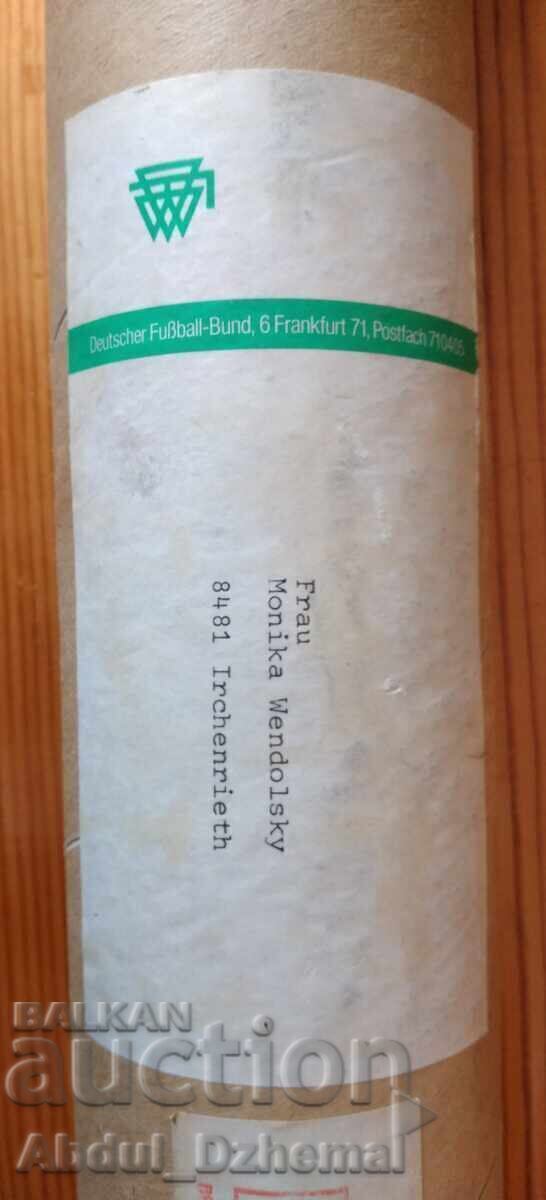 Deutscher Fußball-Bund, 6 Frankfurt 71, Postfach 710405
Frau
Monika Wendolsky
8481 Irchenrieth
BALKAN
auction
Abdul_Dzhemal